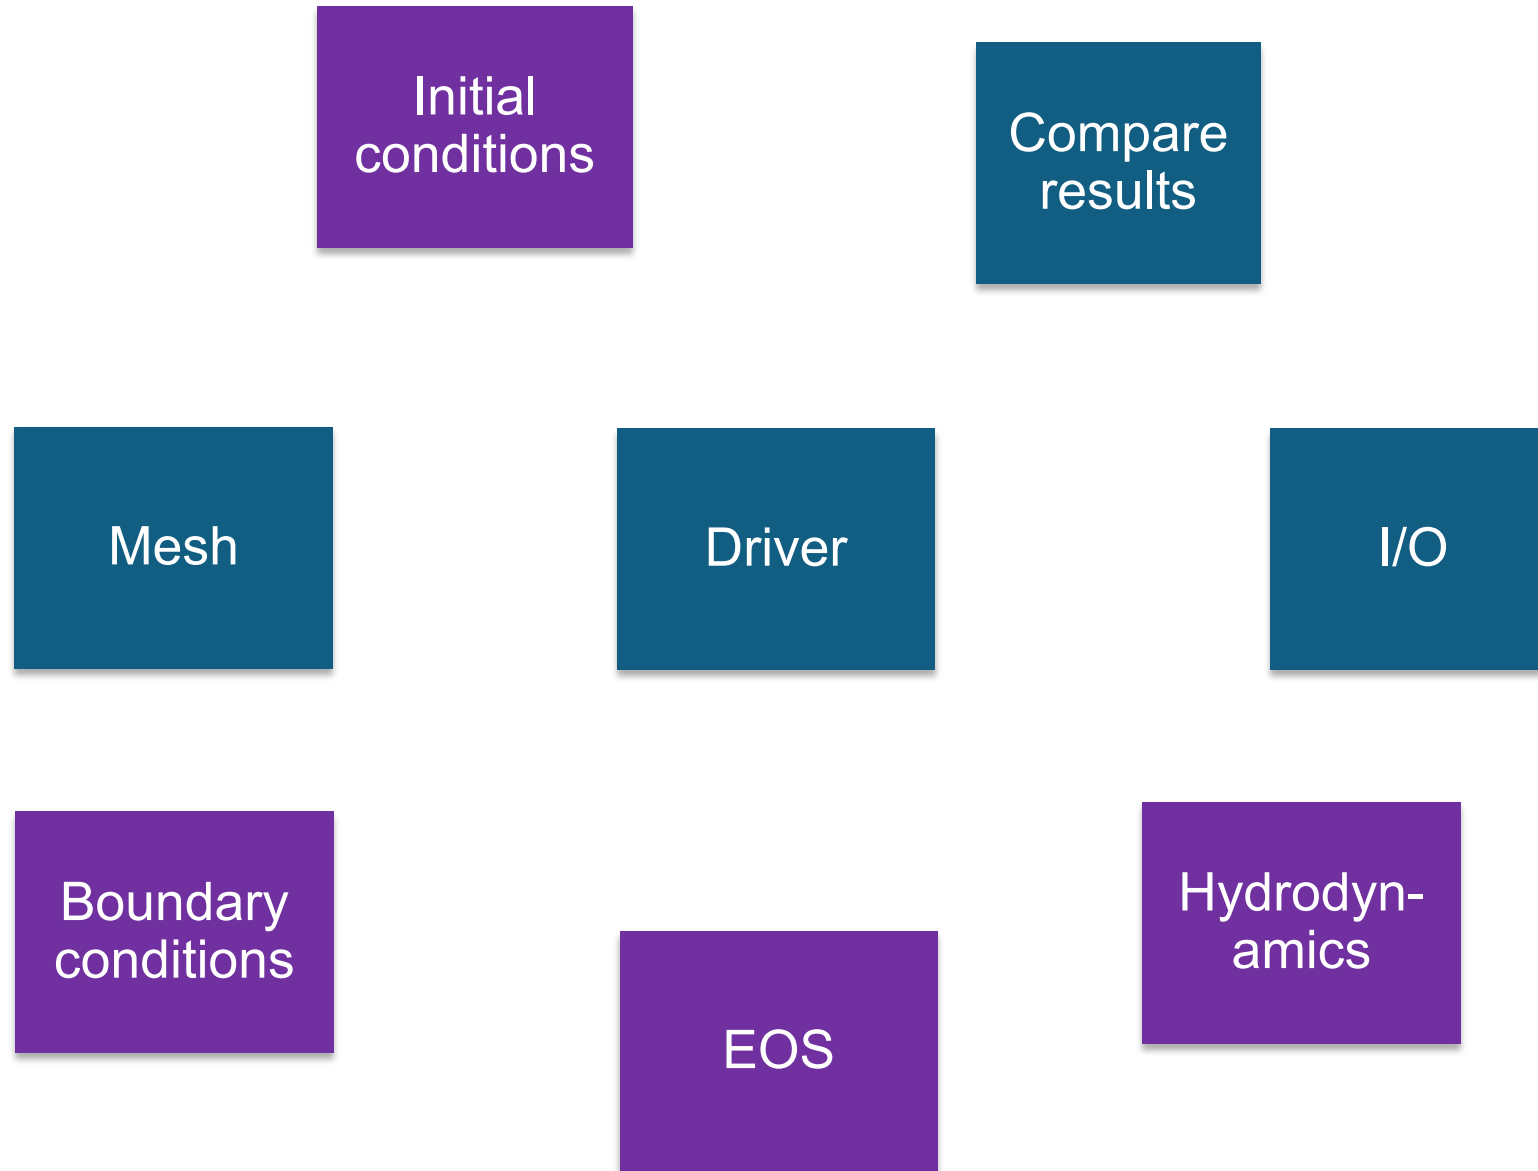 Initial
conditions
Compare
results
Mesh
Driver
I/O
Boundary
conditions
EOS
Hydrodyn-
amics